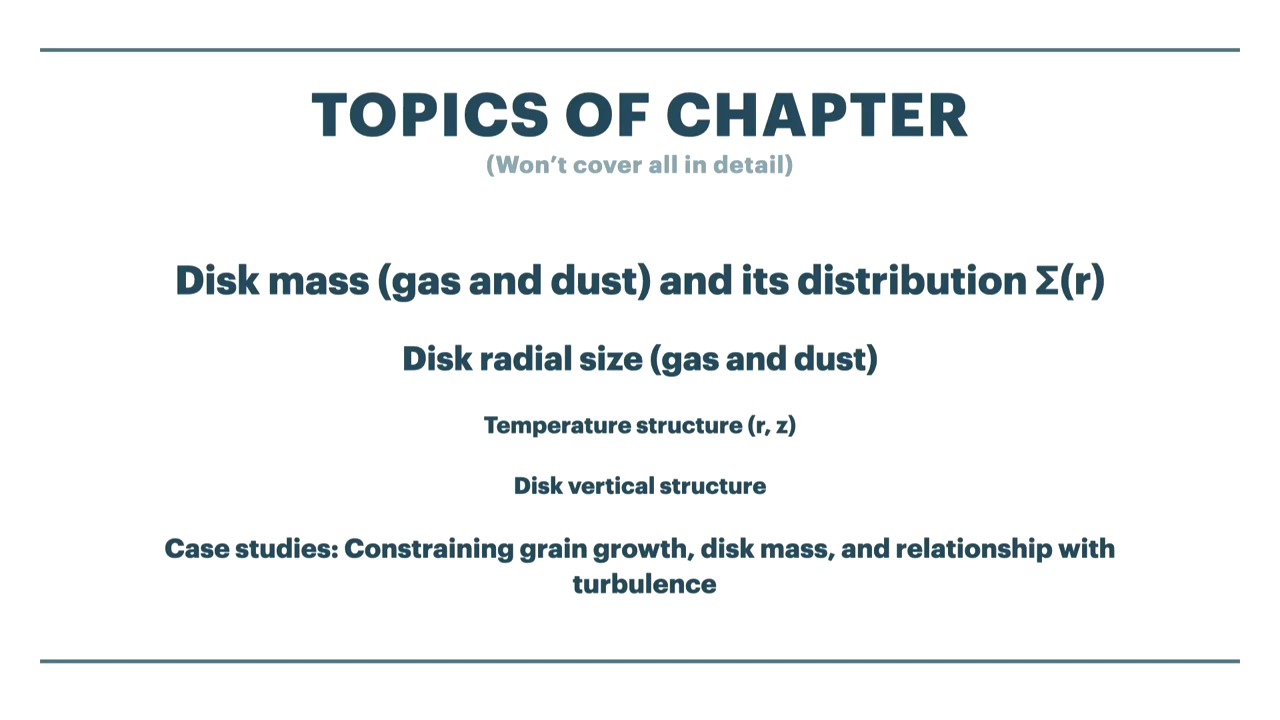 TOPICS OF CHAPTER
(Won’t cover all in detail)
Disk mass (gas and dust) and its distribution Σ(r)
Disk radial size (gas and dust)
Temperature structure (r, z)
Disk vertical structure
Case studies: Constraining grain growth, disk mass, and relationship with
turbulence